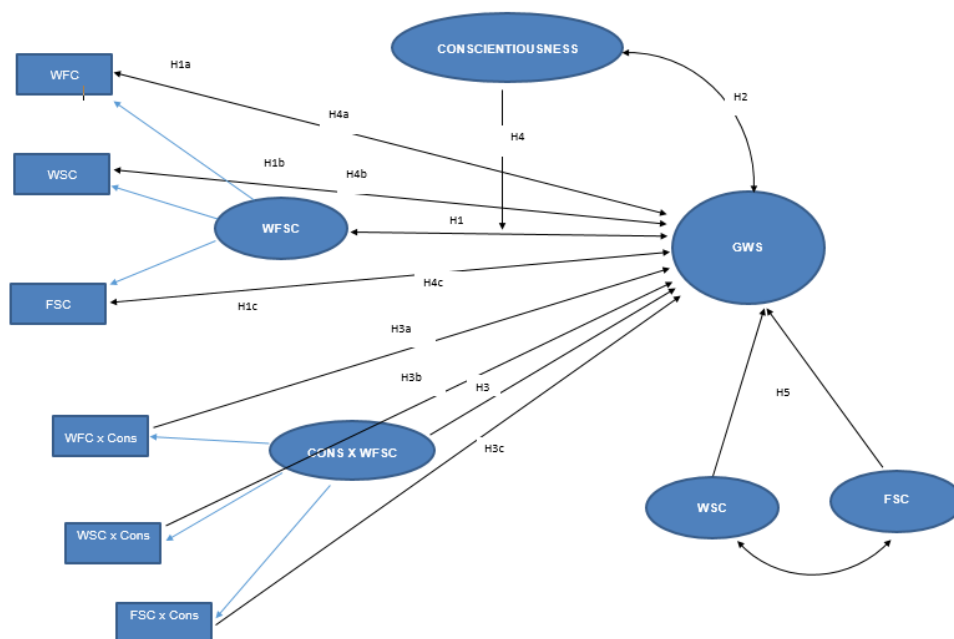 CONSCIENTIOUSNESS
WFC
H1a
H2
H4a
H4
WSC
H1b
H4b
WFSC
H1
GWS
FSC
H1c
H4c
H3a
H3b
H3
H3c
H5
WFC x Cons
CONS X WFSC
WSC
FSC
WSC x Cons
FSC x Cons